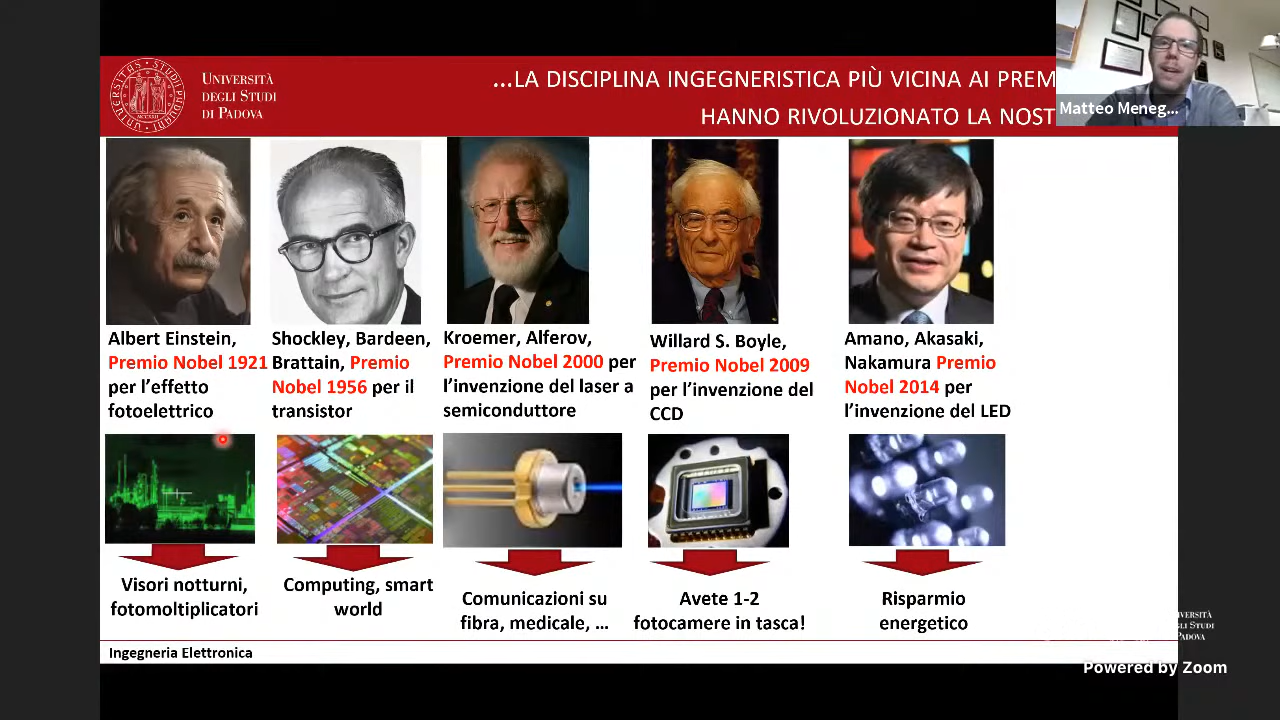 UNIVERSITÀ
DEGLI STUDI
DI PADOVA
...LA DISCIPLINA INGEGNERISTICA PIÙ VICINA AI PREM
HANNO RIVOLUZIONATO LA NOST
Matteo Meneg...
Albert Einstein,
Premio Nobel 1921
per l'effetto
fotoelettrico
Shockley, Bardeen,
Brattain, Premio
Nobel 1956 per il
transistor
Kroemer, Alferov,
Premio Nobel 2000 per
l'invenzione del laser a
semiconduttore
Willard S. Boyle,
Premio Nobel 2009
per l'invenzione del
CCD
Amano, Akasaki,
Nakamura Premio
Nobel 2014 per
l'invenzione del LED
Visori notturni,
fotomoltiplicatori
Computing, smart
world
Comunicazioni su
fibra, medicale, ...
Avete 1-2
fotocamere in tasca!
Risparmio
energetico
Ingegneria Elettronica
IVERSITÀ
GLI STUDI
PADOVA
Powered by Zoom